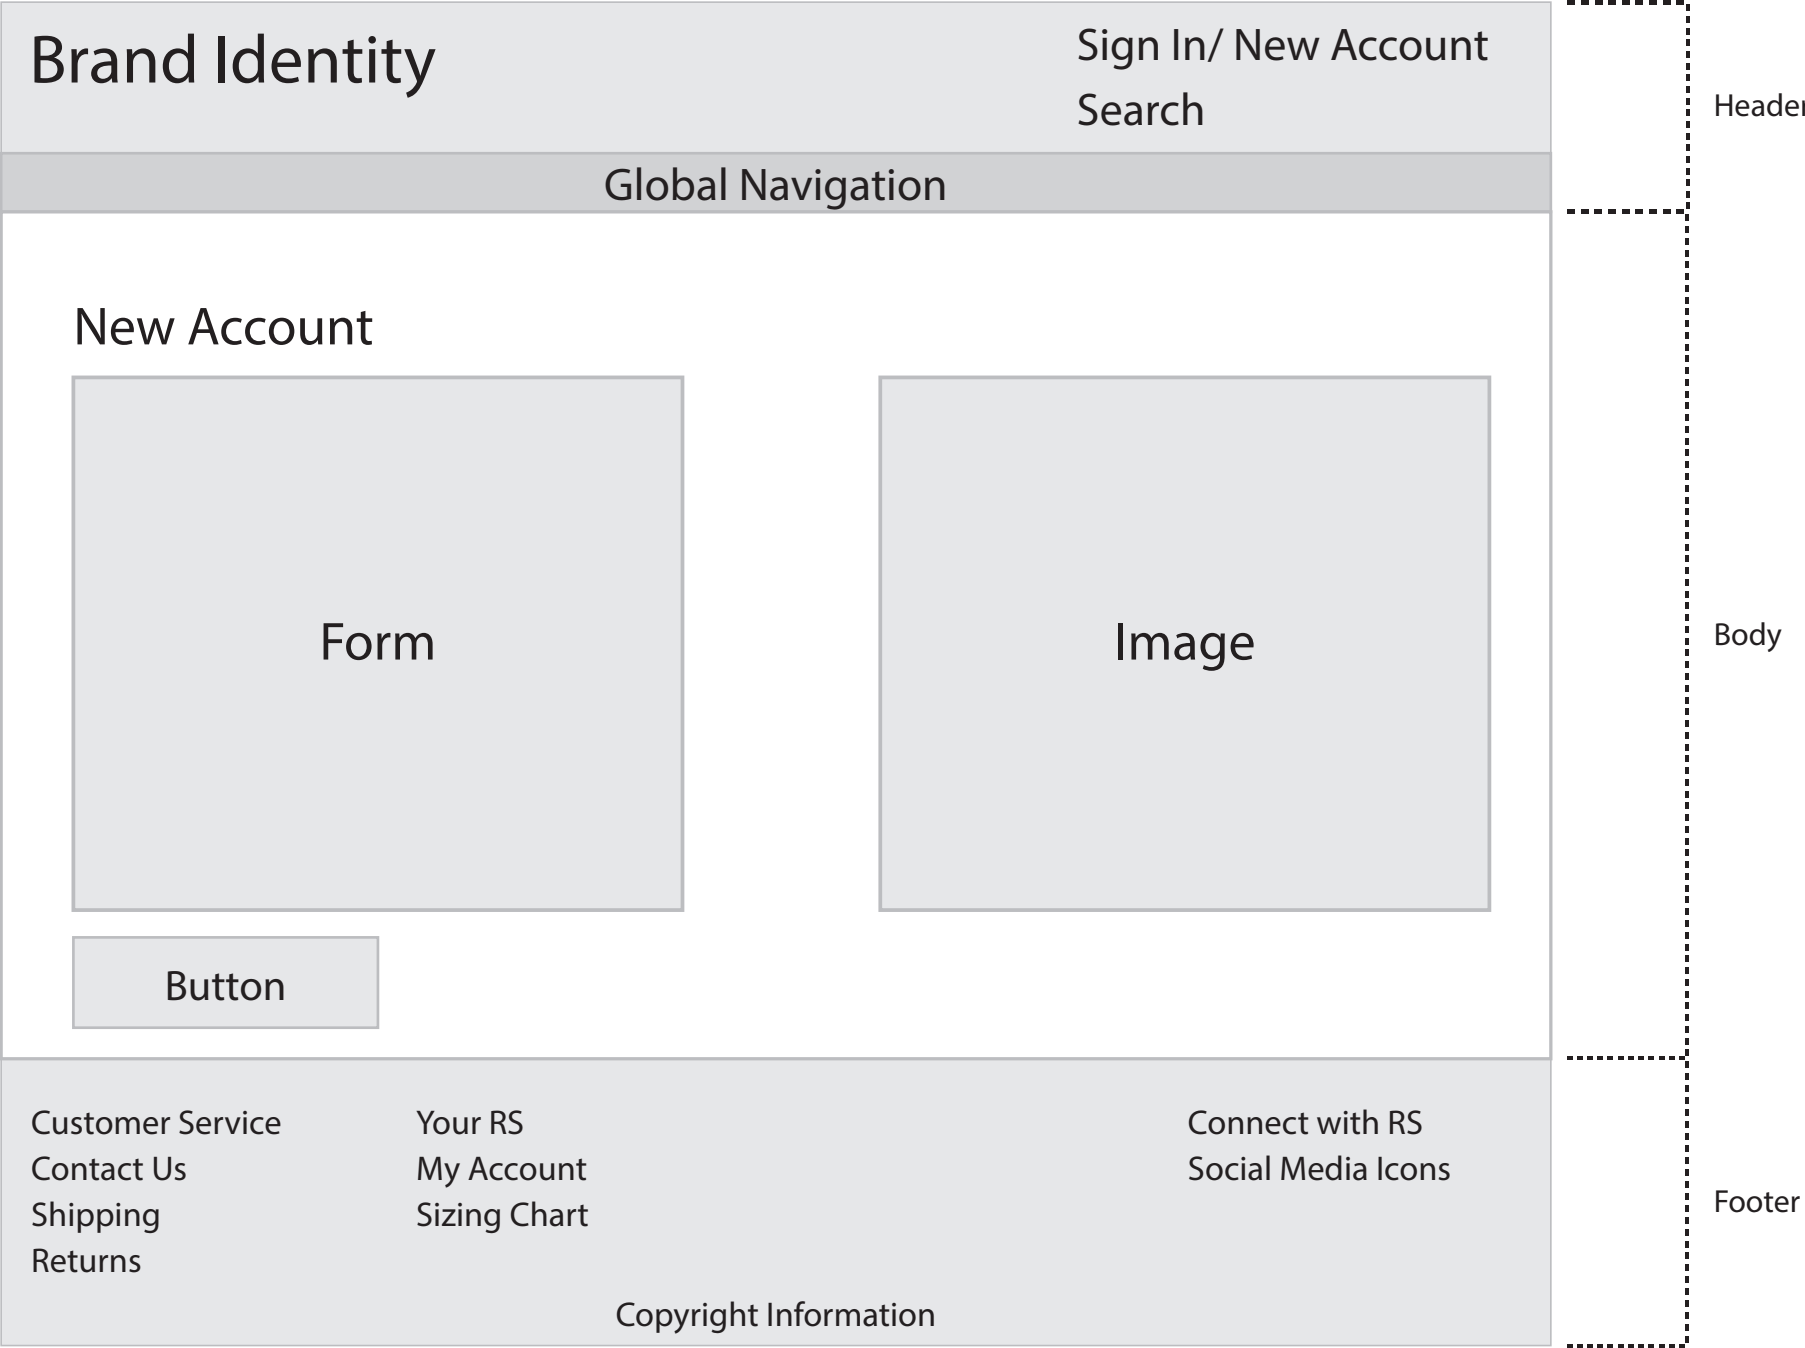 Brand Identity
Sign In/ New Account
Search
Header
Global Navigation
New Account
Form
Image
Body
Button
Customer Service
Contact Us
Shipping
Returns
Your RS
My Account
Sizing Chart
Connect with RS
Social Media Icons
Footer
Copyright Information